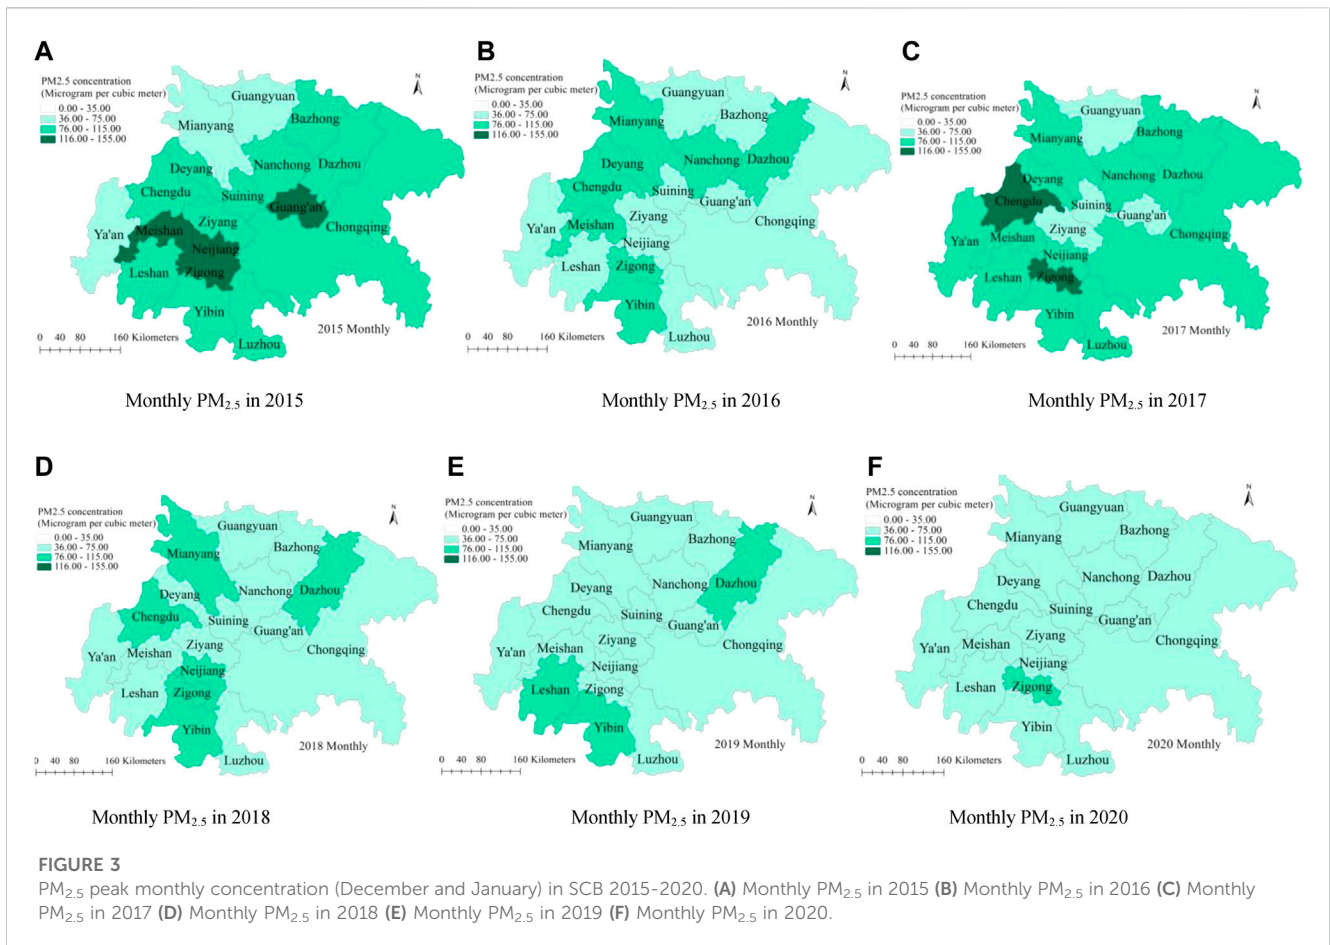 A
PM2.5 concentration
(Microgram per cubic meter)
0.00 - 35.00
36.00 - 75.00
76.00 - 115.00
116.00 - 155.00
N
Guangyuan
Bazhong
Mianyang
Nanchong
Dazhou
Deyang
Chengdu
Suining
Guang'an
Ziyang
Chongqing
Ya'an
Meishan
Neijiang
Leshan
Zigong
Yibin
2015 Monthly
0 40 80 160 Kilometers
Luzhou
Monthly PM2.5 in 2015
B
PM2.5 concentration
(Microgram per cubic meter)
0.00 - 35.00
36.00 - 75.00
76.00 - 115.00
116.00 - 155.00
N
Guangyuan
Bazhong
Mianyang
Nanchong
Dazhou
Deyang
Chengdu
Suining
Guang'an
Ziyang
Chongqing
Ya'an
Meishan
Neijiang
Leshan
Zigong
Yibin
2016 Monthly
0 40 80 160 Kilometers
Luzhou
Monthly PM2.5 in 2016
C
PM2.5 concentration
(Microgram per cubic meter)
0.00 - 35.00
36.00 - 75.00
76.00 - 115.00
116.00 - 155.00
N
Guangyuan
Bazhong
Mianyang
Nanchong
Dazhou
Deyang
Chengdu
Suining
Guang'an
Ziyang
Chongqing
Ya'an
Meishan
Neijiang
Leshan
Zigong
Yibin
2017 Monthly
0 40 80 160 Kilometers
Luzhou
Monthly PM2.5 in 2017
D
PM2.5 concentration
(Microgram per cubic meter)
0.00 - 35.00
36.00 - 75.00
76.00 - 115.00
116.00 - 155.00
N
Guangyuan
Bazhong
Mianyang
Nanchong
Dazhou
Deyang
Chengdu
Suining
Guang'an
Ziyang
Chongqing
Ya'an
Meishan
Neijiang
Leshan
Zigong
Yibin
2018 Monthly
0 40 80 160 Kilometers
Luzhou
Monthly PM2.5 in 2018
E
PM2.5 concentration
(Microgram per cubic meter)
0.00 - 35.00
36.00 - 75.00
76.00 - 115.00
116.00 - 155.00
N
Guangyuan
Bazhong
Mianyang
Nanchong
Dazhou
Deyang
Chengdu
Suining
Guang'an
Ziyang
Chongqing
Ya'an
Meishan
Neijiang
Leshan
Zigong
Yibin
2019 Monthly
0 40 80 160 Kilometers
Luzhou
Monthly PM2.5 in 2019
F
PM2.5 concentration
(Microgram per cubic meter)
0.00 - 35.00
36.00 - 75.00
76.00 - 115.00
116.00 - 155.00
N
Guangyuan
Bazhong
Mianyang
Nanchong
Dazhou
Deyang
Chengdu
Suining
Guang'an
Ziyang
Chongqing
Ya'an
Meishan
Neijiang
Leshan
Zigong
Yibin
2020 Monthly
0 40 80 160 Kilometers
Luzhou
Monthly PM2.5 in 2020
FIGURE 3
PM2.5 peak monthly concentration (December and January) in SCB 2015-2020. (A) Monthly PM2.5 in 2015 (B) Monthly PM2.5 in 2016 (C) Monthly
PM2.5 in 2017 (D) Monthly PM2.5 in 2018 (E) Monthly PM2.5 in 2019 (F) Monthly PM2.5 in 2020.